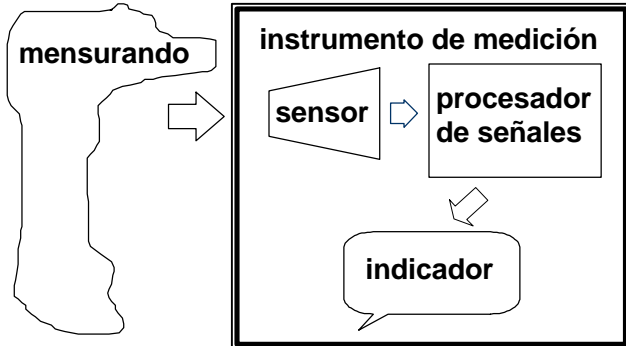 mensurando
instrumento de medición
sensor
procesador
de señales
indicador